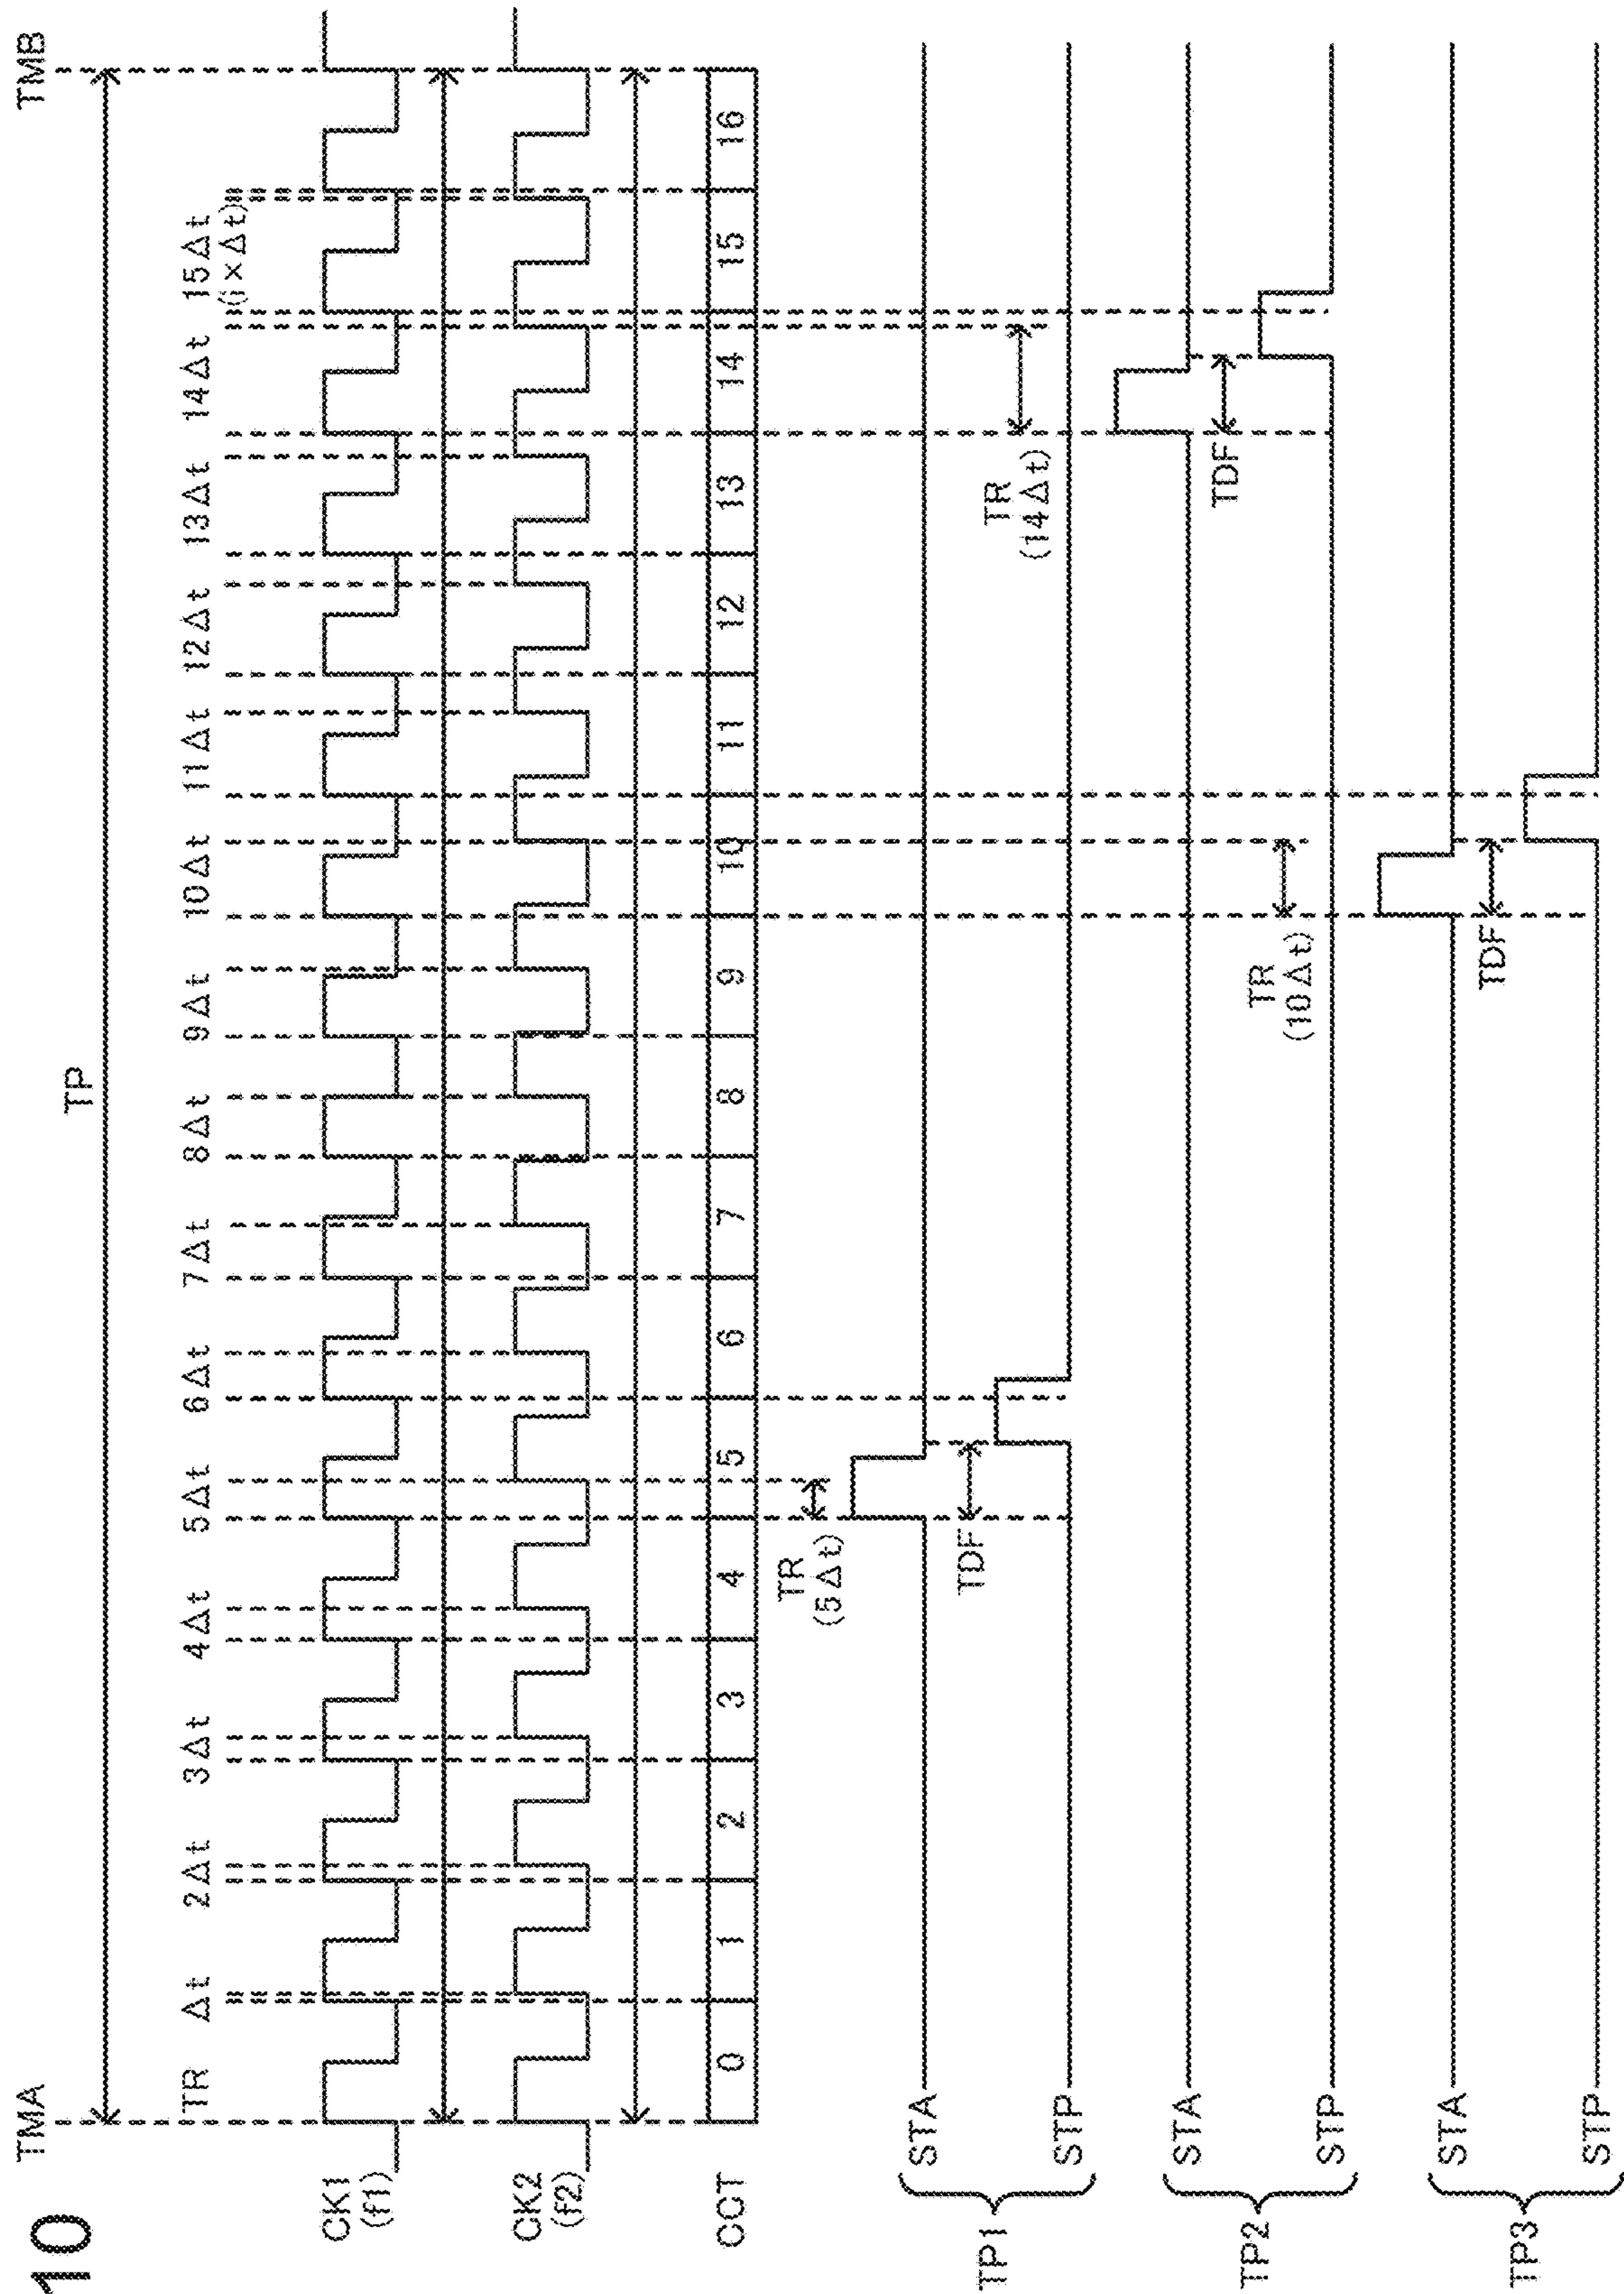 10
TMA
TMB
TP
TR
Δt
2Δt
3Δt
4Δt
5Δt
6Δt
7Δt
8Δt
9Δt
10Δt
11Δt
12Δt
13Δt
14Δt
15Δt
(i×Δt)
CK1
(f1)
CK2
(f2)
CCT
0 1 2 3 4 5 6 7 8 9 10 11 12 13 14 15 16
TR
(5Δt)
TP1
STA
TDF
STP
TR
(14Δt)
TP2
STA
TDF
STP
TR
(10Δt)
TP3
STA
TDF
STP